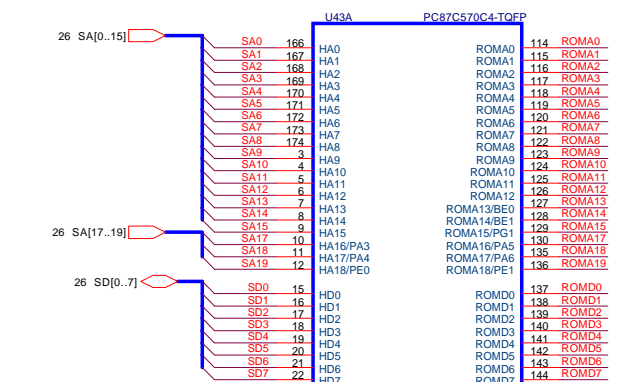 U43A PC87C570C4-TQFP
26 SA[0..15]
SA0 166 HA0 ROMA0 114 ROMA0
SA1 167 HA1 ROMA1 115 ROMA1
SA2 168 HA2 ROMA2 116 ROMA2
SA3 169 HA3 ROMA3 117 ROMA3
SA4 170 HA4 ROMA4 118 ROMA4
SA5 171 HA5 ROMA5 119 ROMA5
SA6 172 HA6 ROMA6 120 ROMA6
SA7 173 HA7 ROMA7 121 ROMA7
SA8 174 HA8 ROMA8 122 ROMA8
SA9 3 HA9 ROMA9 123 ROMA9
SA10 4 HA10 ROMA10 124 ROMA10
SA11 5 HA11 ROMA11 125 ROMA11
SA12 6 HA12 ROMA12 126 ROMA12
SA13 7 HA13 ROMA13/BE0 127 ROMA13
SA14 8 HA14 ROMA14/BE1 128 ROMA14
SA15 9 HA15 ROMA15/PG1 129 ROMA15
26 SA[17..19]
SA17 10 HA16/PA3 ROMA16/PA5 130 ROMA17
SA18 11 HA17/PA4 ROMA17/PA6 135 ROMA18
SA19 12 HA18/PE0 ROMA18/PE1 136 ROMA19
26 SD[0..7]
SD0 15 HD0 ROMD0 137 ROMD0
SD1 16 HD1 ROMD1 138 ROMD1
SD2 17 HD2 ROMD2 139 ROMD2
SD3 18 HD3 ROMD3 140 ROMD3
SD4 19 HD4 ROMD4 141 ROMD4
SD5 20 HD5 ROMD5 142 ROMD5
SD6 21 HD6 ROMD6 143 ROMD6
SD7 22 HD7 ROMD7 144 ROMD7